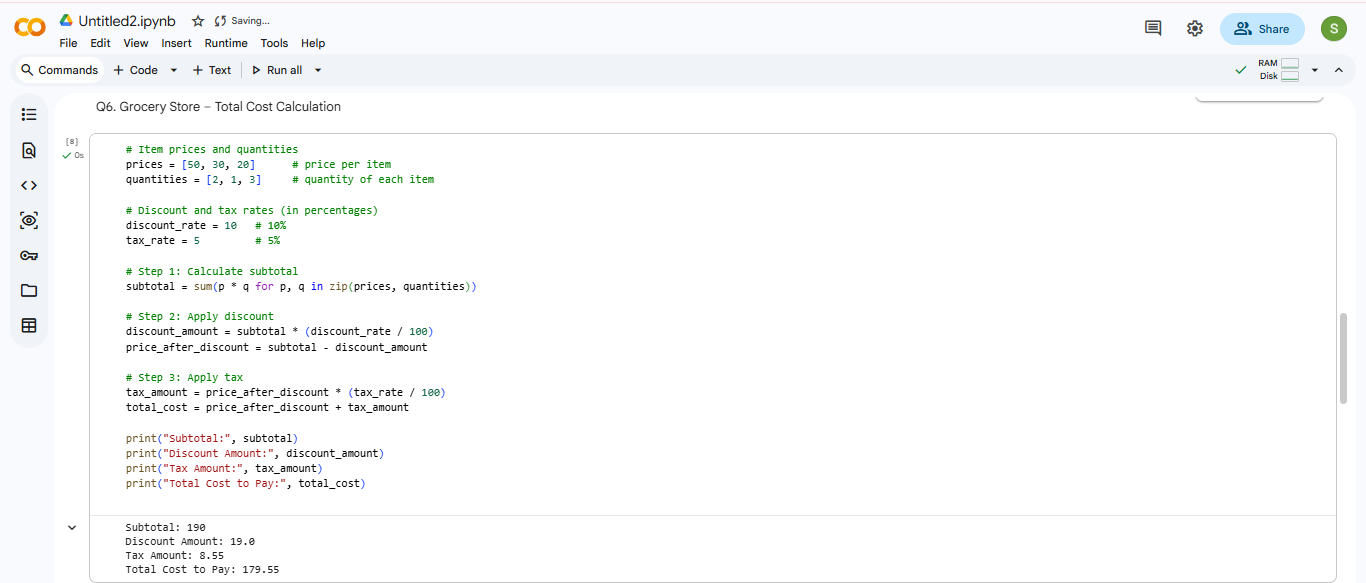 Untitled2.ipynb Saving...
File Edit View Insert Runtime Tools Help
Share
S
Commands + Code + Text Run all
RAM
Disk
Q6. Grocery Store – Total Cost Calculation
[8]
0s
# Item prices and quantities
prices = [50, 30, 20]      # price per item
quantities = [2, 1, 3]     # quantity of each item
# Discount and tax rates (in percentages)
discount_rate = 10   # 10%
tax_rate = 5         # 5%
# Step 1: Calculate subtotal
subtotal = sum(p * q for p, q in zip(prices, quantities))
# Step 2: Apply discount
discount_amount = subtotal * (discount_rate / 100)
price_after_discount = subtotal - discount_amount
# Step 3: Apply tax
tax_amount = price_after_discount * (tax_rate / 100)
total_cost = price_after_discount + tax_amount
print("Subtotal:", subtotal)
print("Discount Amount:", discount_amount)
print("Tax Amount:", tax_amount)
print("Total Cost to Pay:", total_cost)
Subtotal: 190
Discount Amount: 19.0
Tax Amount: 8.55
Total Cost to Pay: 179.55